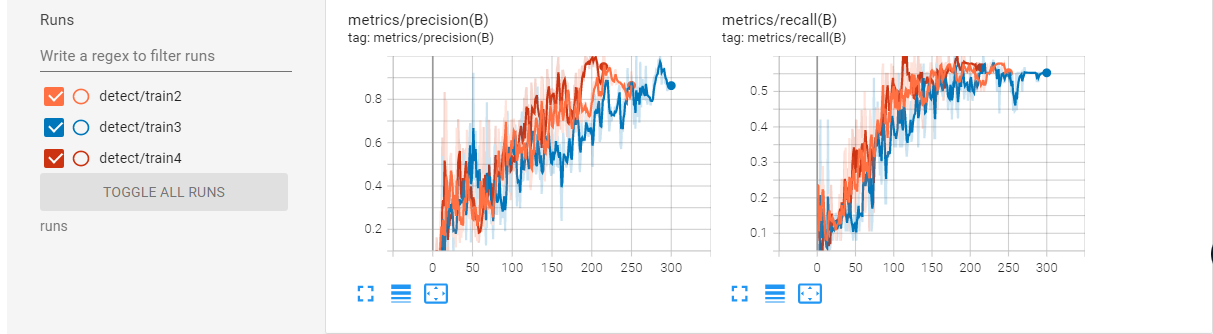 Runs
Write a regex to filter runs
detect/train2
detect/train3
detect/train4
TOGGLE ALL RUNS
runs
metrics/precision(B)
tag: metrics/precision(B)
0.8
0.6
0.4
0.2
0 50 100 150 200 250 300
metrics/recall(B)
tag: metrics/recall(B)
0.5
0.4
0.3
0.2
0.1
0 50 100 150 200 250 300